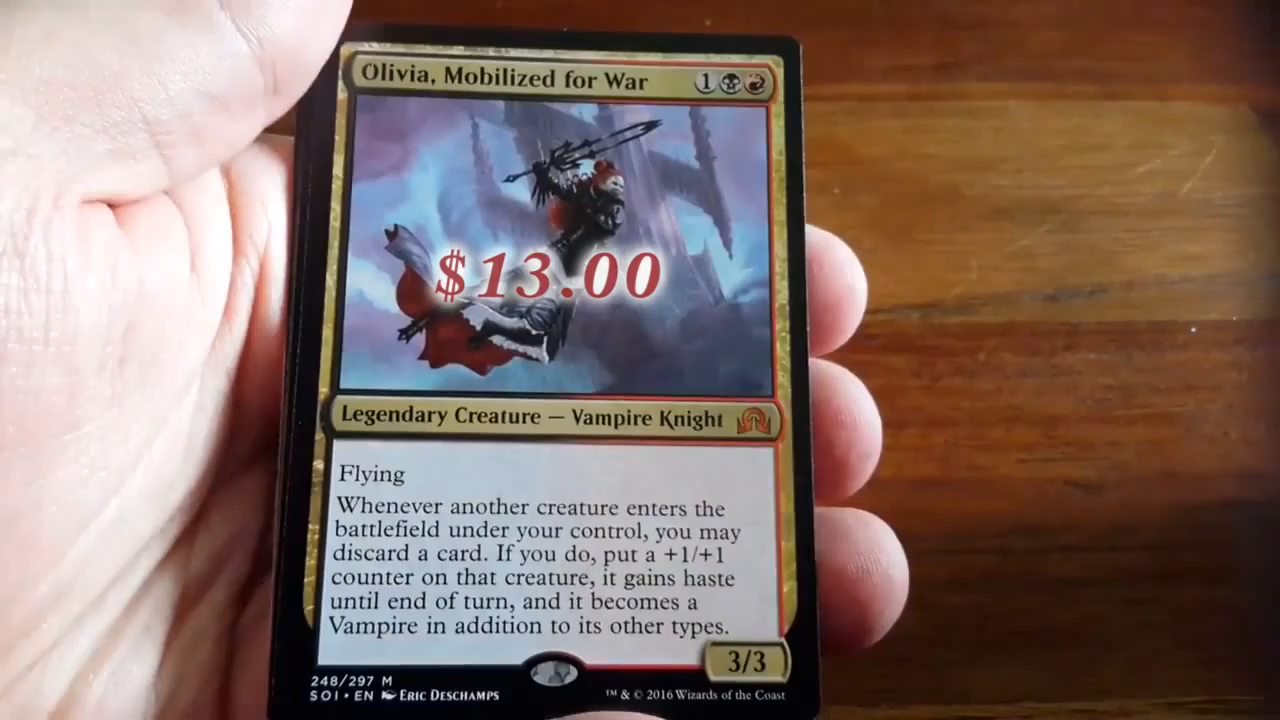 Olivia, Mobilized for War 1
$13.00
Legendary Creature — Vampire Knight
Flying
Whenever another creature enters the
battlefield under your control, you may
discard a card. If you do, put a +1/+1
counter on that creature, it gains haste
until end of turn, and it becomes a
Vampire in addition to its other types.
3/3
248/297 M
SOI • EN ERIC DESCHAMPS
™ & © 2016 Wizards of the Coast